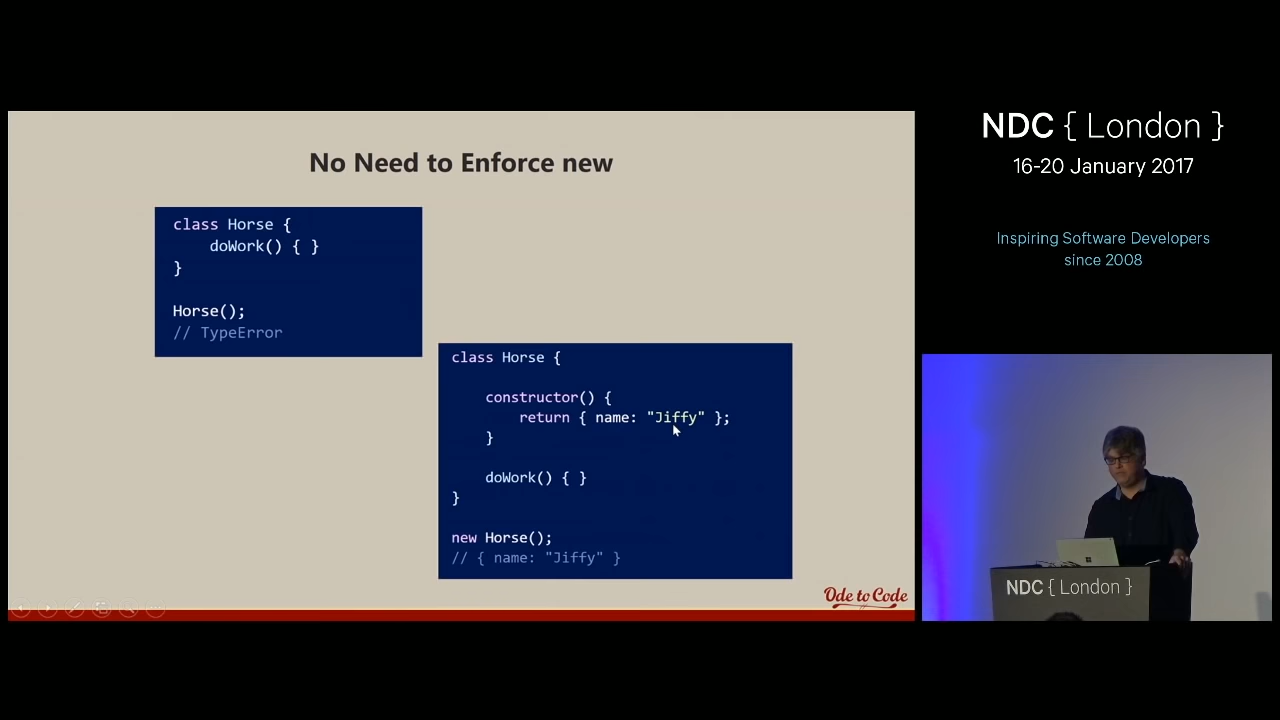 No Need to Enforce new
class Horse {
doWork() { }
}
Horse();
// TypeError
class Horse {
constructor() {
return { name: "Jiffy" };
}
doWork() { }
}
new Horse();
// { name: "Jiffy" }
Ode to Code
NDC { London }
16-20 January 2017
Inspiring Software Developers
since 2008
NDC { London }